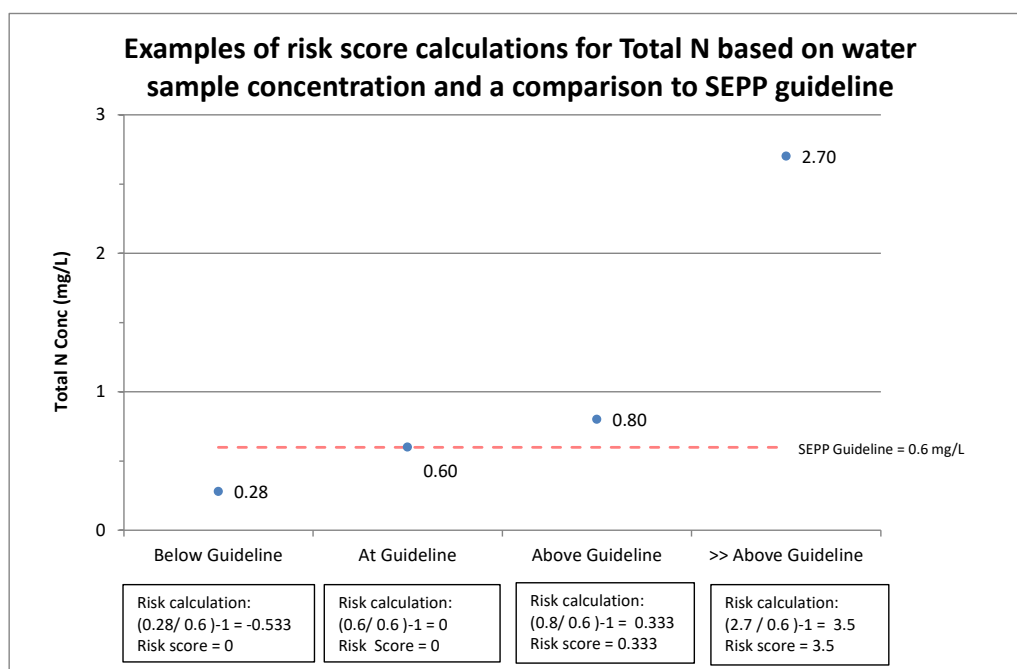 Examples of risk score calculations for Total N based on water
sample concentration and a comparison to SEPP guideline
3
2.70
2
Total N Conc (mg/L)
1
0.80
SEPP Guideline = 0.6 mg/L
0.60
0.28
0
Below Guideline
At Guideline
Above Guideline
>> Above Guideline
Risk calculation:
(0.28/ 0.6 )-1 = -0.533
Risk score = 0
Risk calculation:
(0.6/ 0.6 )-1 = 0
Risk  Score = 0
Risk calculation:
(0.8/ 0.6 )-1 =  0.333
Risk score = 0.333
Risk calculation:
(2.7 / 0.6 )-1 =  3.5
Risk score = 3.5